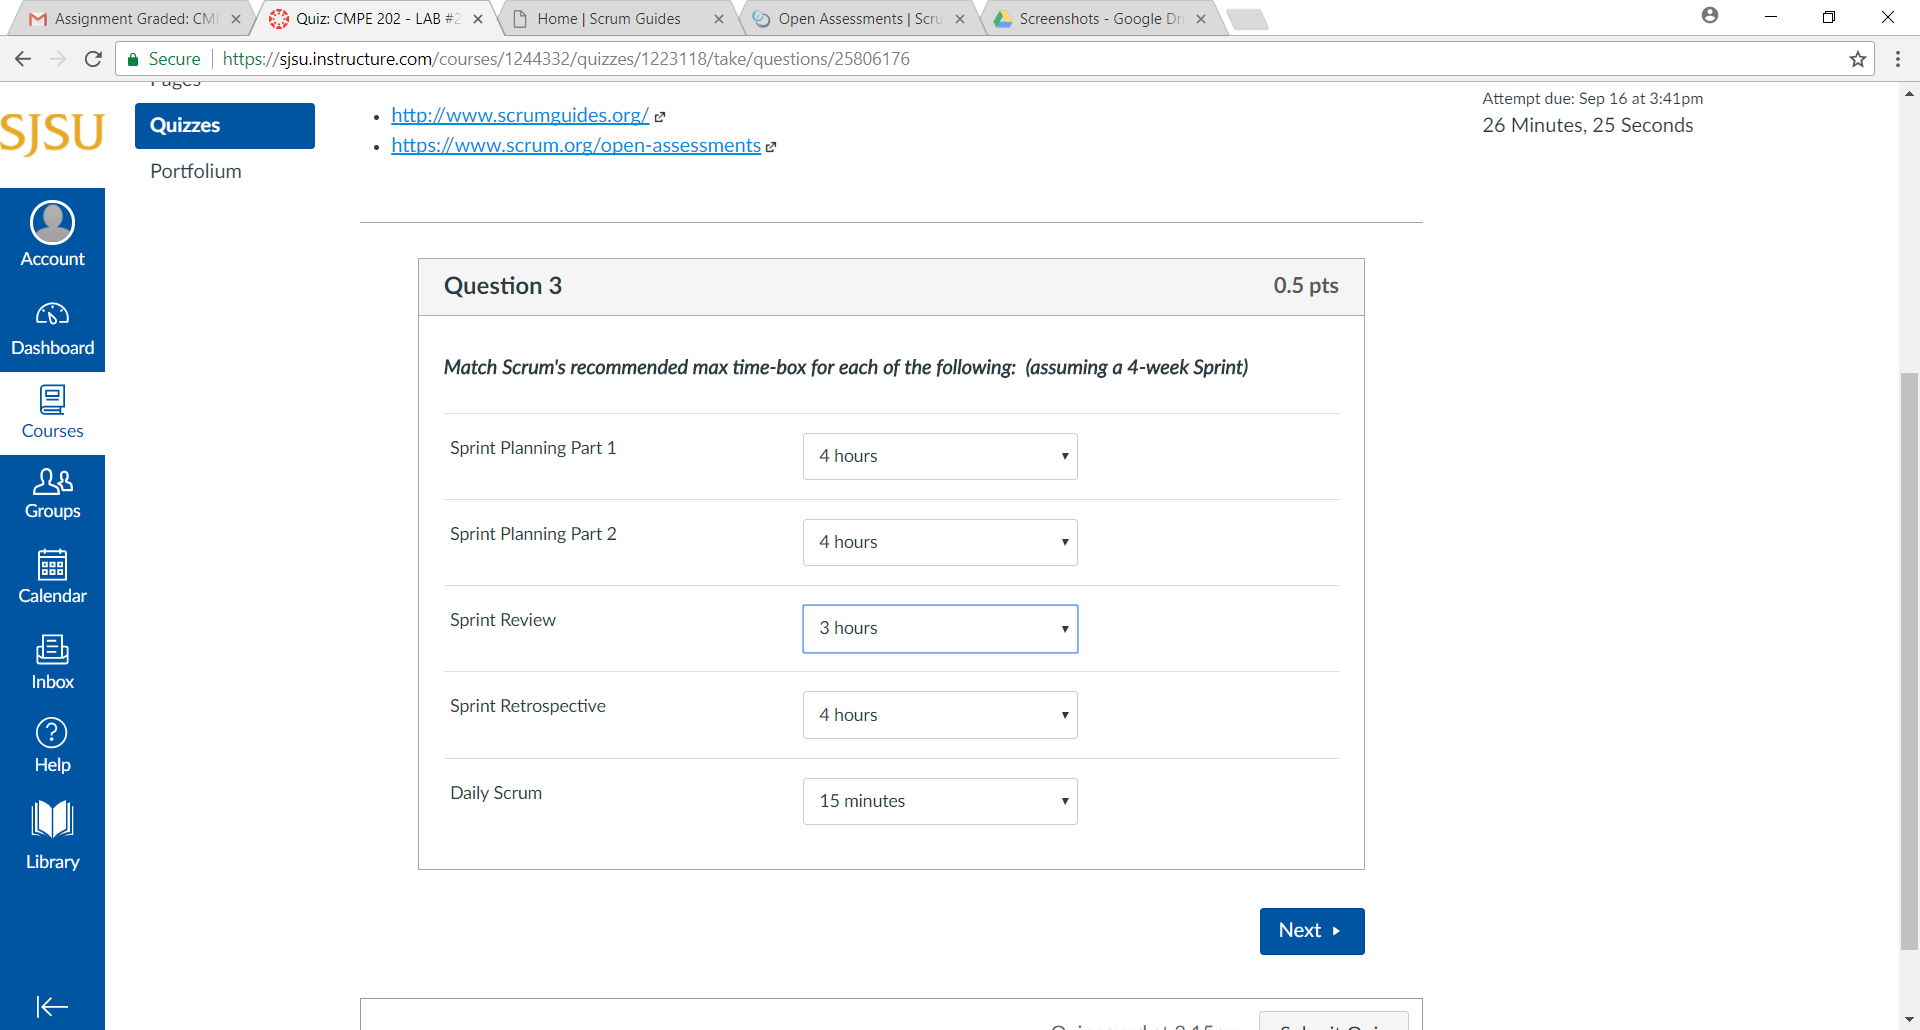 Assignment Graded: CMP
Quiz: CMPE 202 - LAB #2
Home | Scrum Guides
Open Assessments | Scru
Screenshots - Google Dri
Secure
https://sjsu.instructure.com/courses/1244332/quizzes/1223118/take/questions/25806176
Pages
SJSU
Quizzes
Portfolium
Account
Dashboard
Courses
Groups
Calendar
Inbox
Help
Library
http://www.scrumguides.org/
https://www.scrum.org/open-assessments
Attempt due: Sep 16 at 3:41pm
26 Minutes, 25 Seconds
Question 3
0.5 pts
Match Scrum's recommended max time-box for each of the following: (assuming a 4-week Sprint)
Sprint Planning Part 1
4 hours
Sprint Planning Part 2
4 hours
Sprint Review
3 hours
Sprint Retrospective
4 hours
Daily Scrum
15 minutes
Next